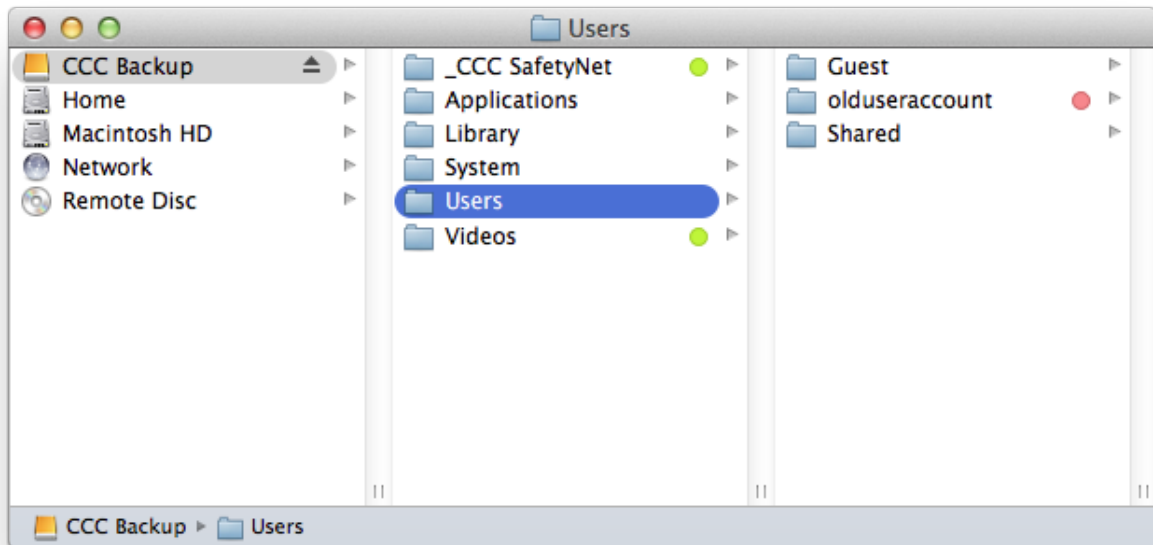 Users
CCC Backup
Home
Macintosh HD
Network
Remote Disc
_CCC SafetyNet
Applications
Library
System
Users
Videos
Guest
olduseraccount
Shared
CCC Backup Users